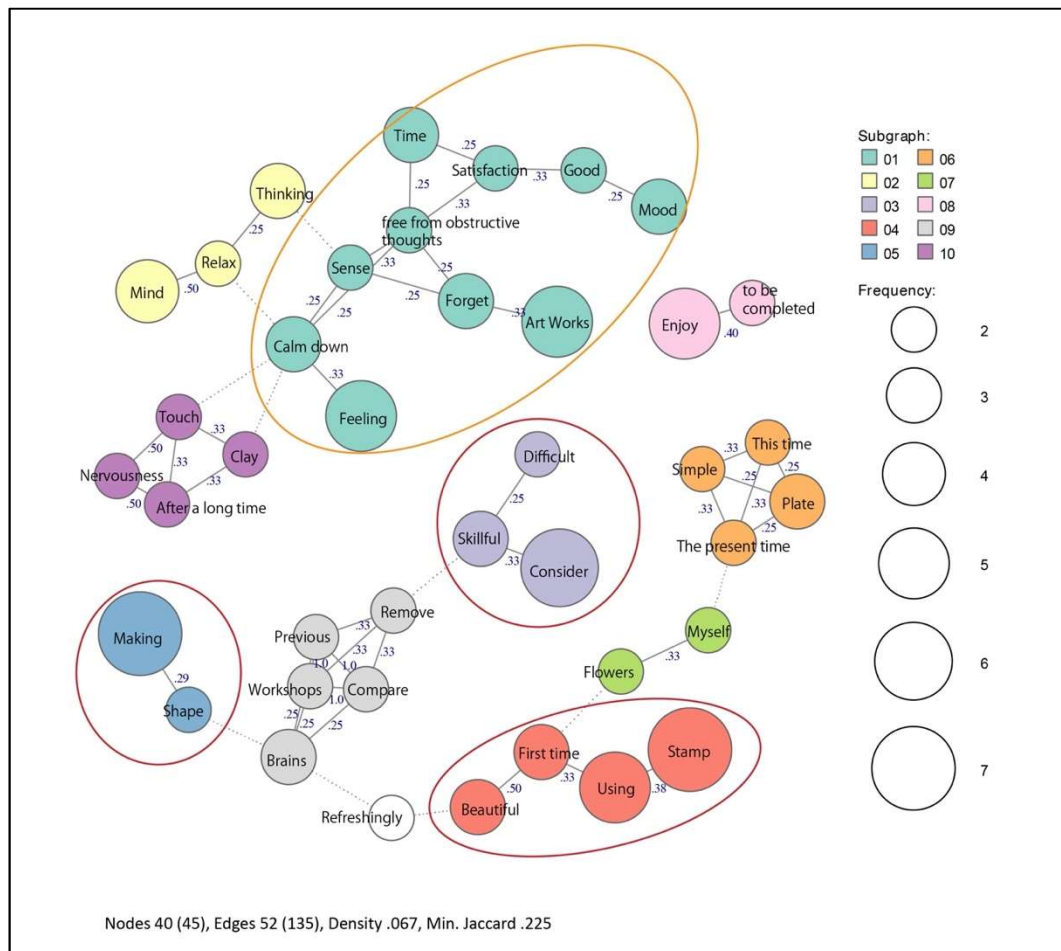 Time
.25
Satisfaction
.33
Good
.25
.33
.25
Mood
Thinking
free from obstructive
thoughts
.25
Relax
Sense
.33
.25
Mind
.50
.25
Forget
.25
.25
.33
Art Works
Calm down
.33
Feeling
to be
completed
Enjoy
.40
Touch
.33
.50
Clay
.33
Nervousness
.33
.50
After a long time
Difficult
.25
Skillful
.33
Consider
This time
.33
Simple
.25
.25
.33
.33
Plate
.25
The present time
Making
.29
Shape
Remove
.33
Previous
.33
.33
1.0
1.0
Workshops
1.0
Compare
.25
.25
.25
Brains
Refreshingly
Myself
.33
Flowers
First time
Stamp
.33
Using
.38
.50
Beautiful
Subgraph:
01 06
02 07
03 08
04 09
05 10
Frequency:
2
3
4
5
6
7
Nodes 40 (45), Edges 52 (135), Density .067, Min. Jaccard .225